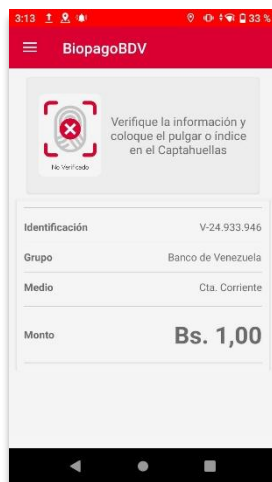 3:13 33 %
BiopagoBDV
Verifique la información y
coloque el pulgar o índice
en el Captahuellas
No Verificado
Identificación V-24.933.946
Grupo Banco de Venezuela
Medio Cta. Corriente
Monto Bs. 1,00